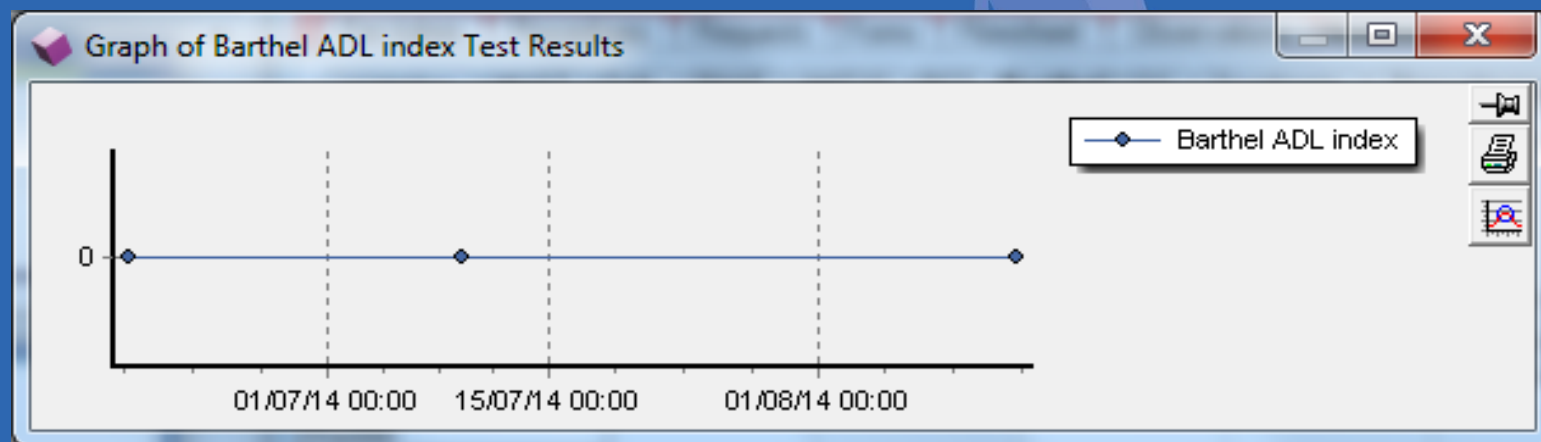 Graph of Barthel ADL index Test Results
Barthel ADL index
0
01/07/14 00:00 15/07/14 00:00 01/08/14 00:00